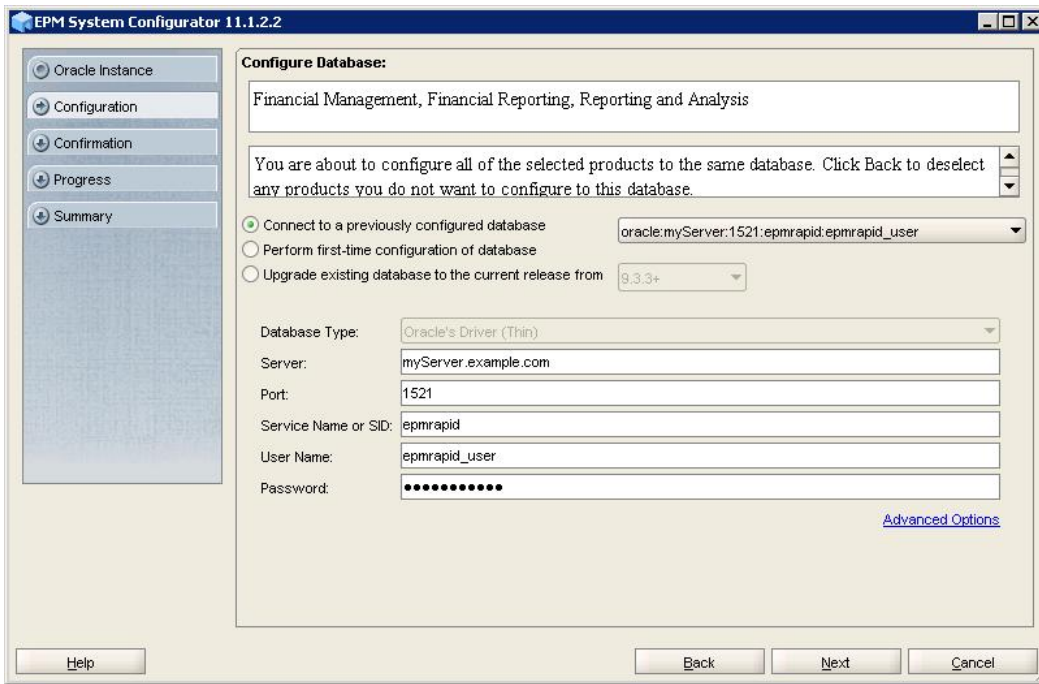 EPM System Configurator 11.1.2.2
Oracle Instance
Configuration
Confirmation
Progress
Summary
Configure Database:
Financial Management, Financial Reporting, Reporting and Analysis
You are about to configure all of the selected products to the same database. Click Back to deselect
any products you do not want to configure to this database.
Connect to a previously configured database oracle:myServer:1521:epmrapid:epmrapid_user
Perform first-time configuration of database
Upgrade existing database to the current release from 9.3.3+
Database Type: Oracle's Driver (Thin)
Server: myServer.example.com
Port: 1521
Service Name or SID: epmrapid
User Name: epmrapid_user
Password: ●●●●●●●●●●●
Advanced Options
Help Back Next Cancel